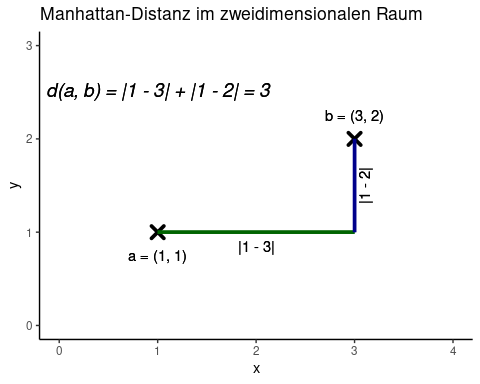 Manhattan-Distanz im zweidimensionalen Raum
3
d(a, b) = |1 - 3| + |1 - 2| = 3
b = (3, 2)
2
y
|1 - 2|
1
|1 - 3|
a = (1, 1)
0
0 1 2 3 4
x